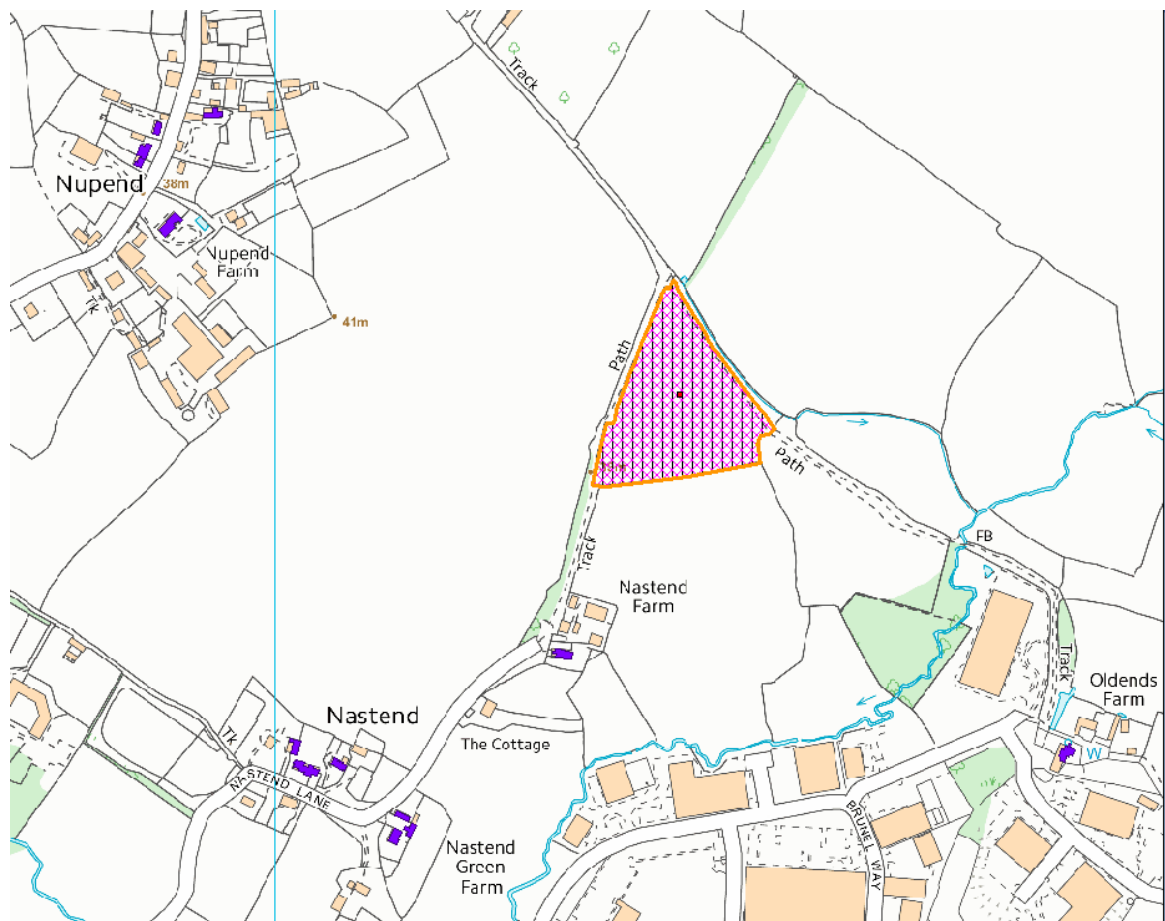 Track
Nupend
38m
Nupend
Farm
Tk
41m
Path
Path
Track
FB
Nastend
Farm
Track
Oldends
Farm
Nastend
Tk
The Cottage
W
NASTEND LANE
BRUNEL WAY
Nastend
Green
Farm